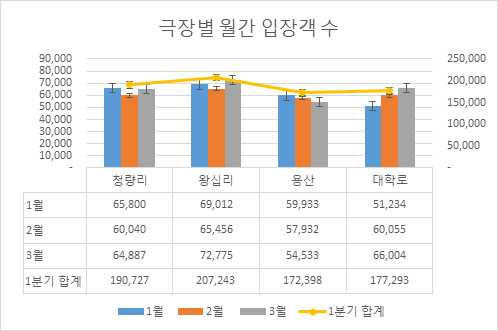 극장별 월간 입장객 수
90,000 250,000
80,000
70,000 200,000
60,000
50,000 150,000
40,000
30,000 100,000
20,000 50,000
10,000
- -
청량리 왕십리 용산 대학로
1월 65,800 69,012 59,933 51,234
2월 60,040 65,456 57,932 60,055
3월 64,887 72,775 54,533 66,004
1분기 합계 190,727 207,243 172,398 177,293
1월 2월 3월 1분기 합계